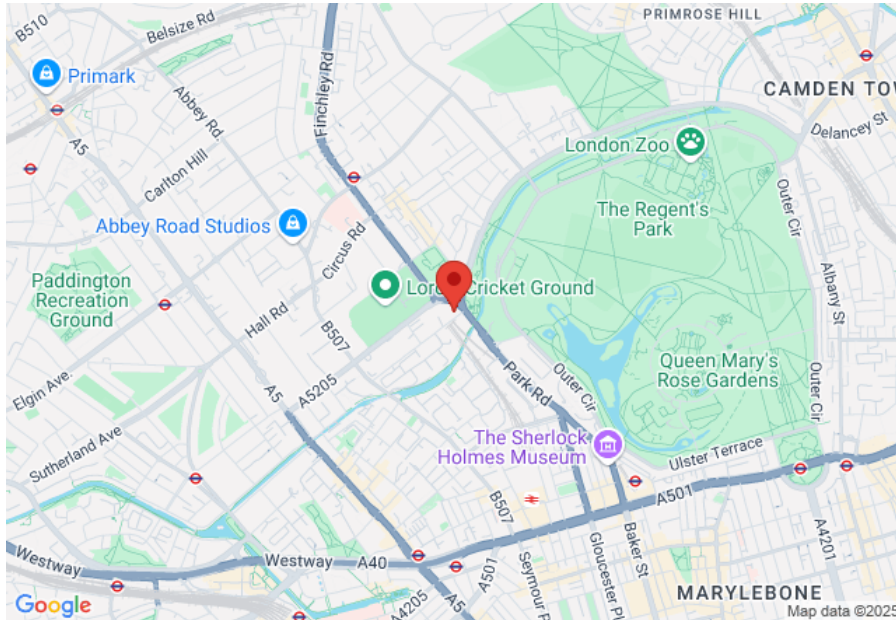 PRIMROSE HILL
B510
Belsize Rd
Finchley Rd
Primark
Abbey Rd.
CAMDEN TOW
A5
Delancey St
London Zoo
Carlton Hill
Outer Cir
The Regent's
Park
Abbey Road Studios
Circus Rd
Paddington
Recreation
Ground
Lord's Cricket Ground
Albany St
Hall Rd
B507
Queen Mary's
Rose Gardens
Elgin Ave.
A5
A5205
Park Rd
Outer Cir
Outer Cir
Sutherland Ave
The Sherlock
Holmes Museum
Ulster Terrace
B507
A501
Westway
Westway
A40
A501
Seymour Pl
Gloucester Pl
Baker St
A4201
A4205
A5
MARYLEBONE
Google
Map data ©2025